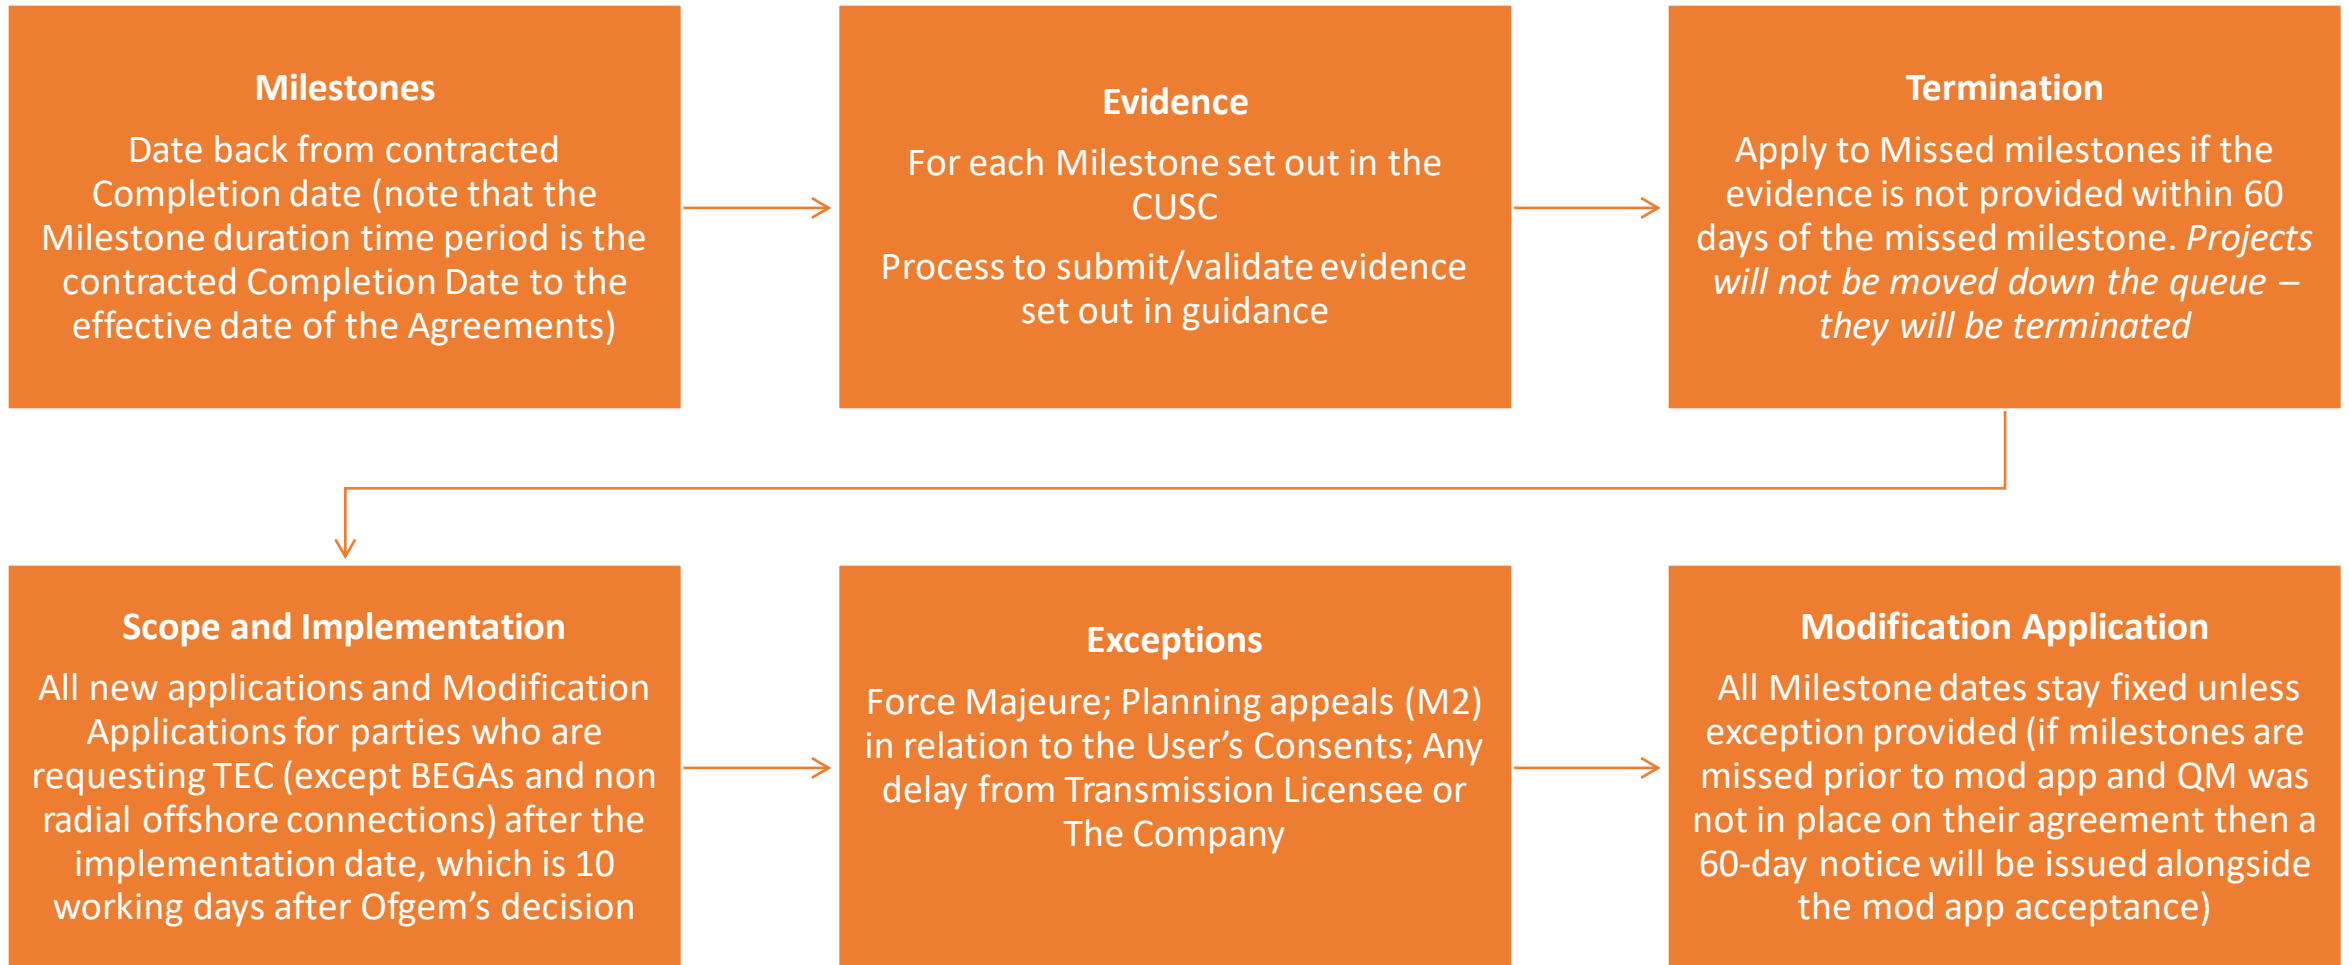 Milestones
Date back from contracted
Completion date (note that the
Milestone duration time period is the
contracted Completion Date to the
effective date of the Agreements)
Evidence
For each Milestone set out in the
CUSC
Process to submit/validate evidence
set out in guidance
Termination
Apply to Missed milestones if the
evidence is not provided within 60
days of the missed milestone. Projects
will not be moved down the queue –
they will be terminated
Scope and Implementation
All new applications and Modification
Applications for parties who are
requesting TEC (except BEGAs and non
radial offshore connections) after the
implementation date, which is 10
working days after Ofgem’s decision
Exceptions
Force Majeure; Planning appeals (M2)
in relation to the User’s Consents; Any
delay from Transmission Licensee or
The Company
Modification Application
All Milestone dates stay fixed unless
exception provided (if milestones are
missed prior to mod app and QM was
not in place on their agreement then a
60-day notice will be issued alongside
the mod app acceptance)